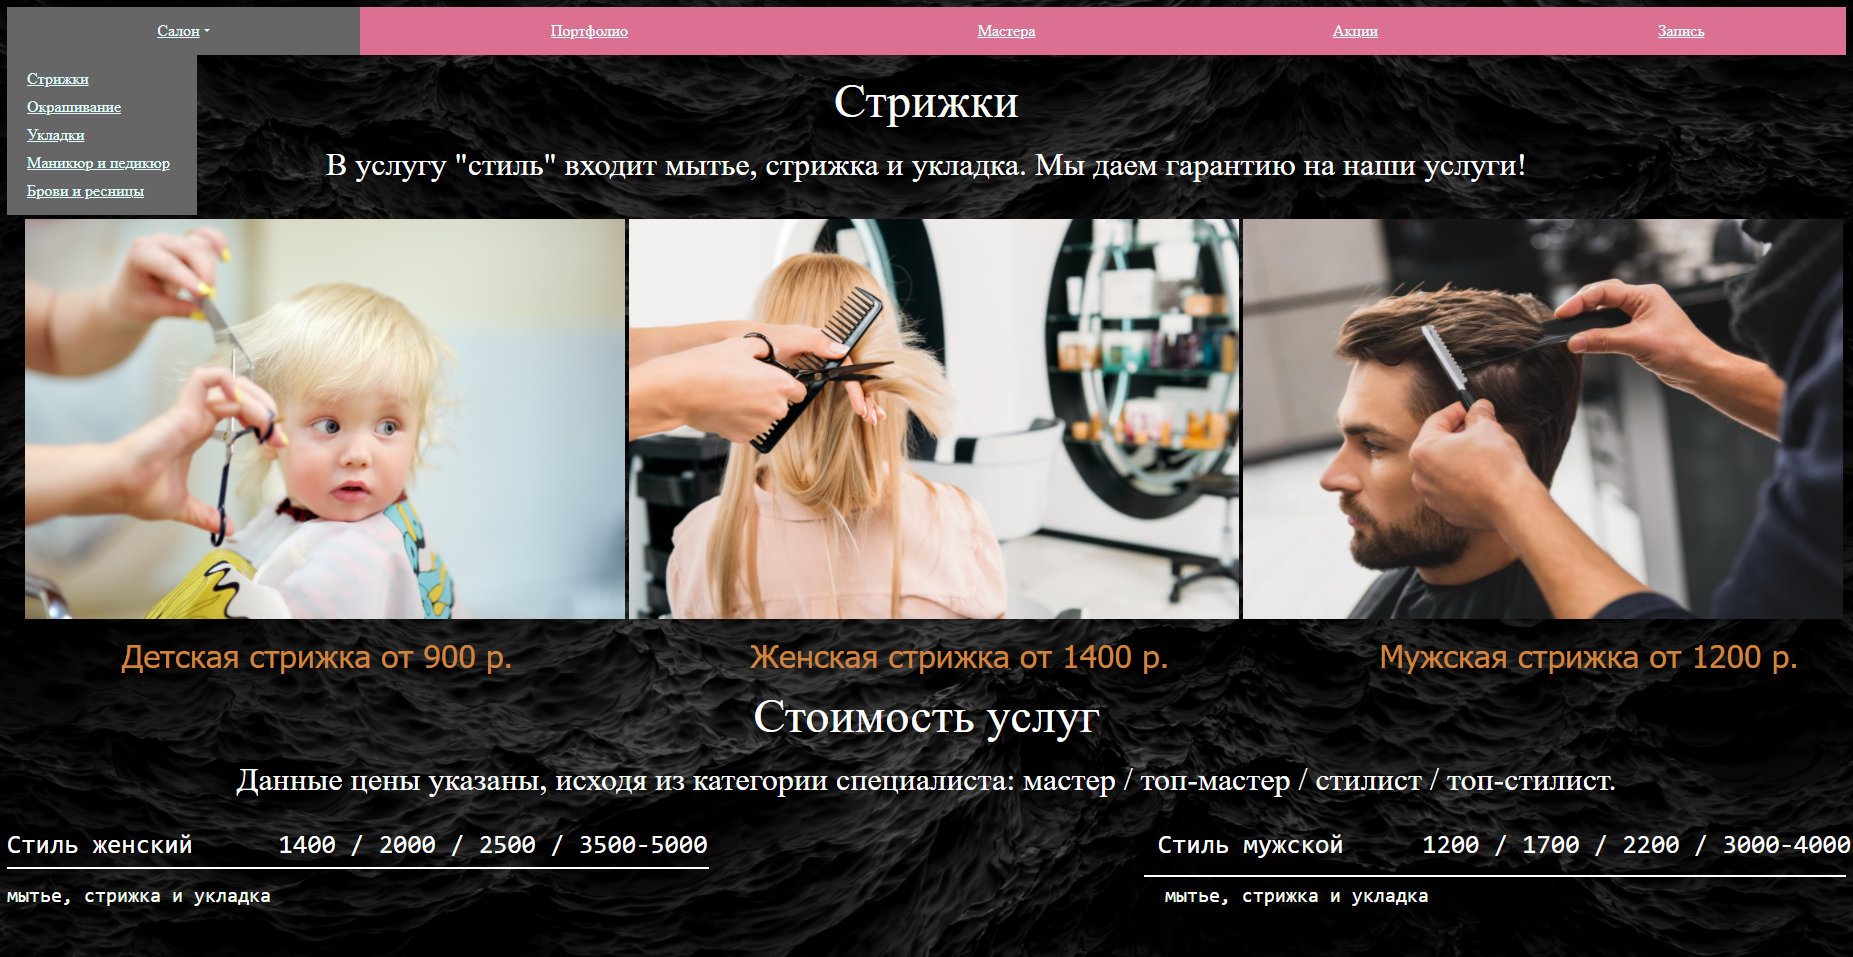 Салон
Портфолио
Мастера
Акции
Запись
Стрижки
Окрашивание
Укладки
Маникюр и педикюр
Брови и ресницы
Стрижки
В услугу "стиль" входит мытье, стрижка и укладка. Мы даем гарантию на наши услуги!
Детская стрижка от 900 р.
Женская стрижка от 1400 р.
Мужская стрижка от 1200 р.
Стоимость услуг
Данные цены указаны, исходя из категории специалиста: мастер / топ-мастер / стилист / топ-стилист.
Стиль женский 1400 / 2000 / 2500 / 3500-5000
мытье, стрижка и укладка
Стиль мужской 1200 / 1700 / 2200 / 3000-4000
мытье, стрижка и укладка